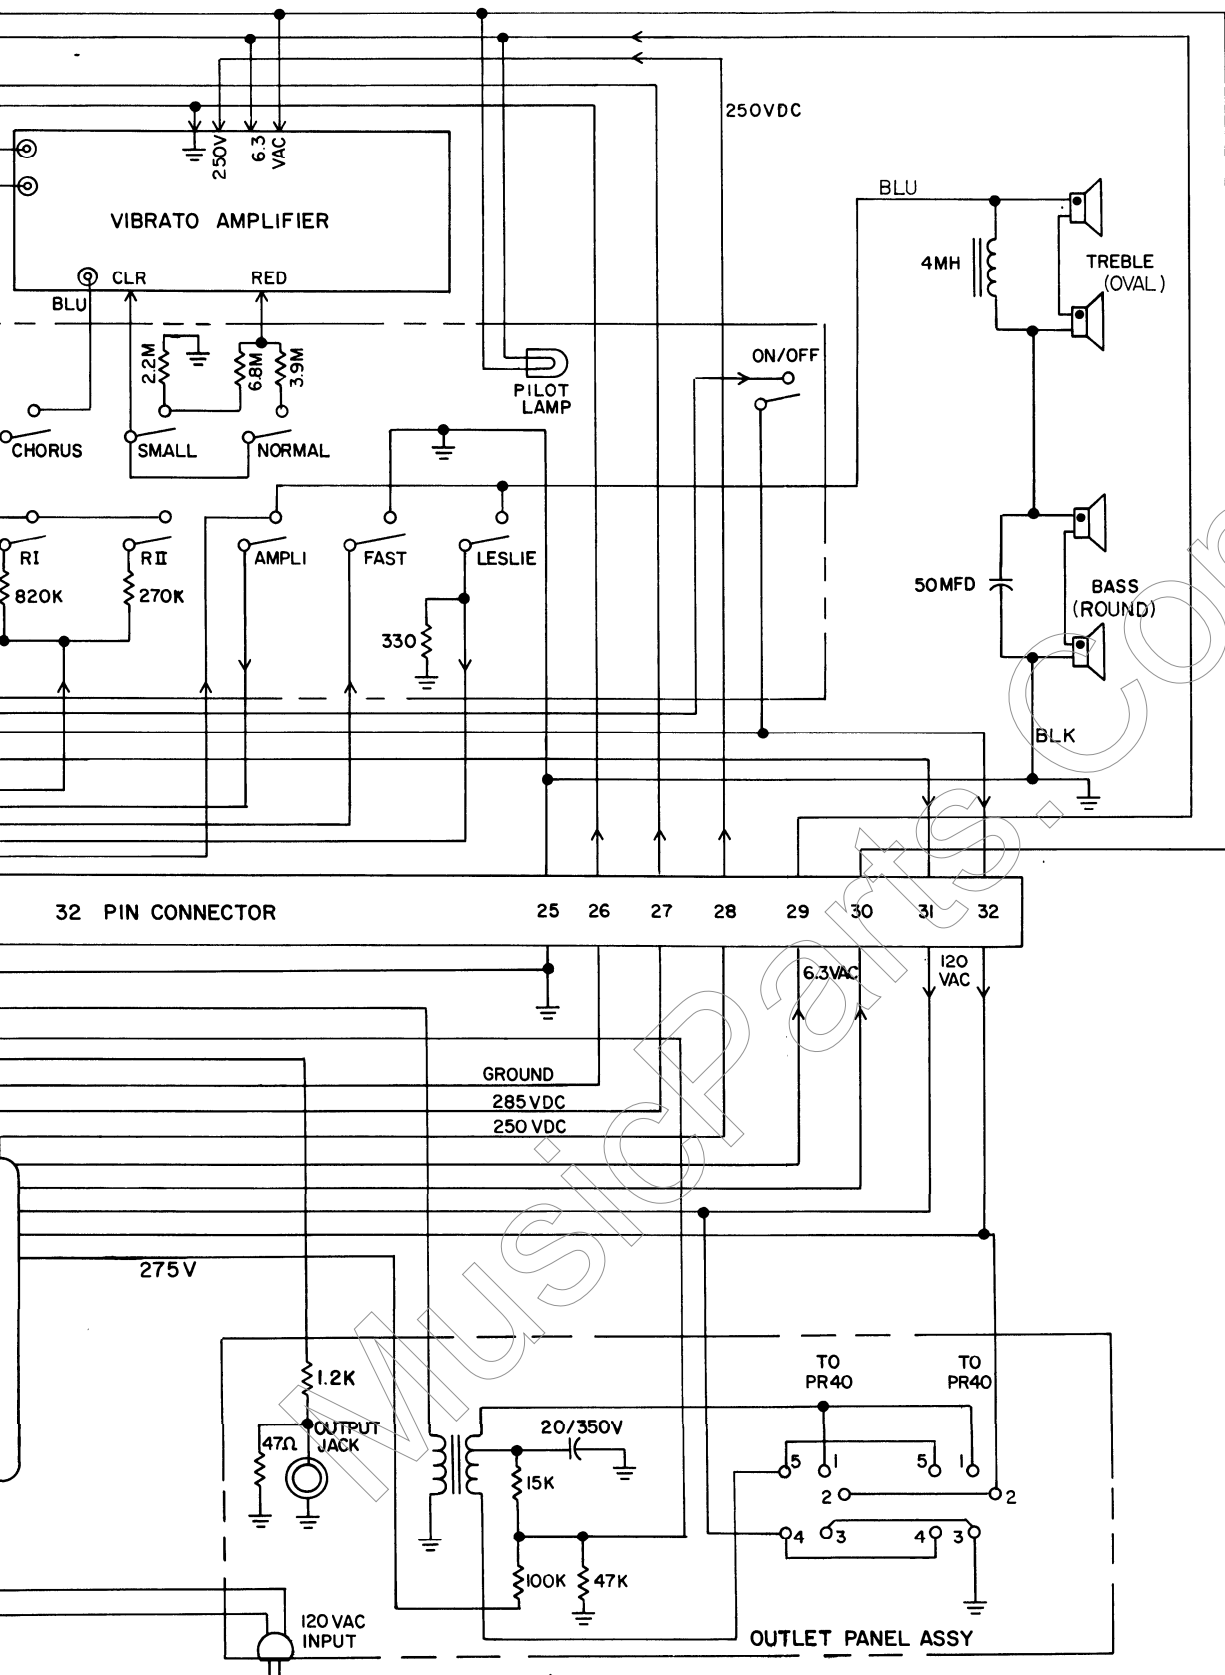 250VDC
250V
6.3
VAC
BLU
VIBRATO AMPLIFIER
4MH
TREBLE
(OVAL)
CLR
RED
BLU
2.2M
6.8M
3.9M
ON/OFF
PILOT
LAMP
CHORUS
SMALL
NORMAL
RI
RII
AMPLI
FAST
LESLIE
820K
270K
50MFD
BASS
(ROUND)
330
BLK
32 PIN CONNECTOR
25
26
27
28
29
30
31
32
6.3VAC
120
VAC
GROUND
285VDC
250VDC
275V
MusicParts.Com
1.2K
TO
PR40
TO
PR40
OUTPUT
JACK
47Ω
20/350V
15K
5
1
5
1
2
2
4
3
4
3
100K
47K
120VAC
INPUT
OUTLET PANEL ASSY